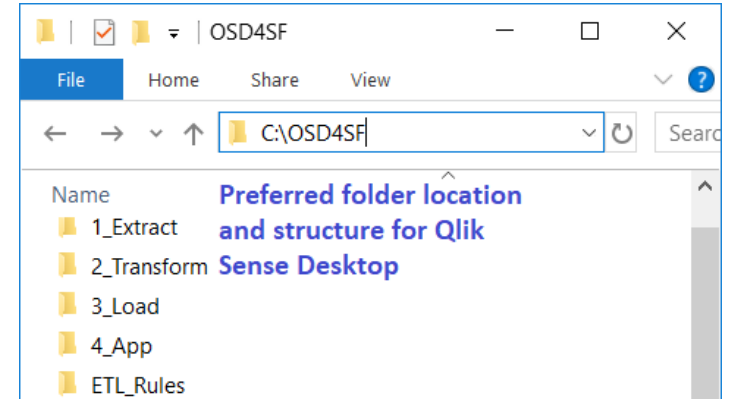 OSD4SF
File Home Share View
?
C:\OSD4SF
Searc
Name
Preferred folder location
and structure for Qlik
Sense Desktop
1_Extract
2_Transform
3_Load
4_App
ETL_Rules